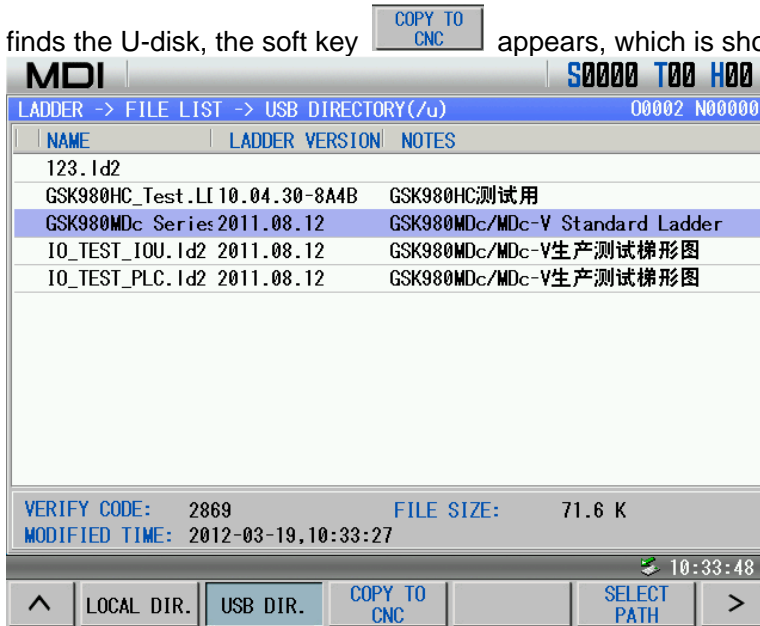 finds the U-disk, the soft key COPY TO CNC appears, which is sho
MDI S0000 T00 H00
LADDER -> FILE LIST -> USB DIRECTORY(/u) O0002 N00000
NAME LADDER VERSION NOTES
123.ld2
GSK980HC_Test.L[ 10.04.30-8A4B GSK980HC测试用
GSK980MDc Series 2011.08.12 GSK980MDc/MDc-V Standard Ladder
IO_TEST_IOU.ld2 2011.08.12 GSK980MDc/MDc-V生产测试梯形图
IO_TEST_PLC.ld2 2011.08.12 GSK980MDc/MDc-V生产测试梯形图
VERIFY CODE: 2869 FILE SIZE: 71.6 K
MODIFIED TIME: 2012-03-19,10:33:27
10:33:48
^ LOCAL DIR. USB DIR. COPY TO CNC SELECT PATH >